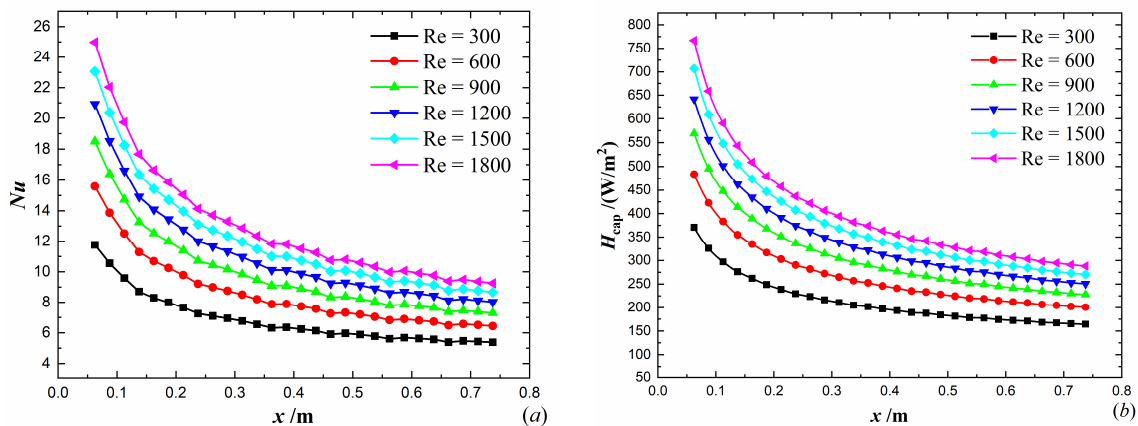 26
24
22
20
18
16
14
12
10
8
6
4
Nu
0.0 0.1 0.2 0.3 0.4 0.5 0.6 0.7 0.8
x /m
Re = 300
Re = 600
Re = 900
Re = 1200
Re = 1500
Re = 1800
(a)
800
750
700
650
600
550
500
450
400
350
300
250
200
150
100
50
H_cap /(W/m²)
0.0 0.1 0.2 0.3 0.4 0.5 0.6 0.7 0.8
x /m
Re = 300
Re = 600
Re = 900
Re = 1200
Re = 1500
Re = 1800
(b)